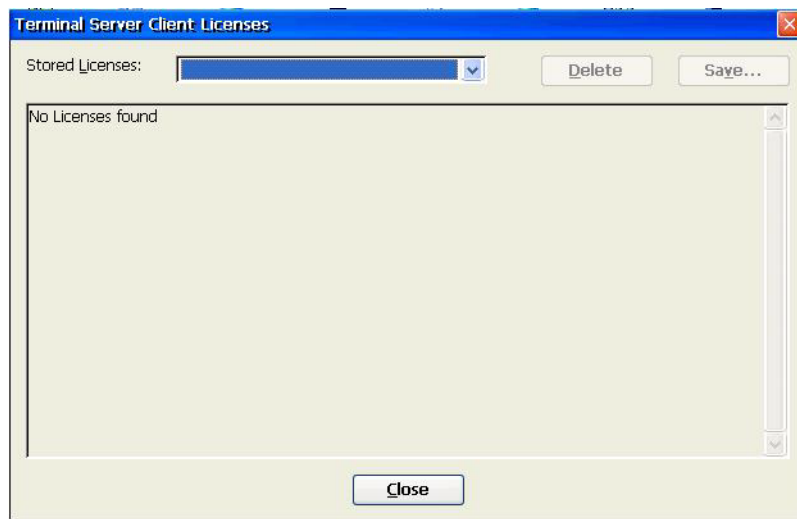 Terminal Server Client Licenses
Stored Licenses:
Delete
Save...
No Licenses found
Close